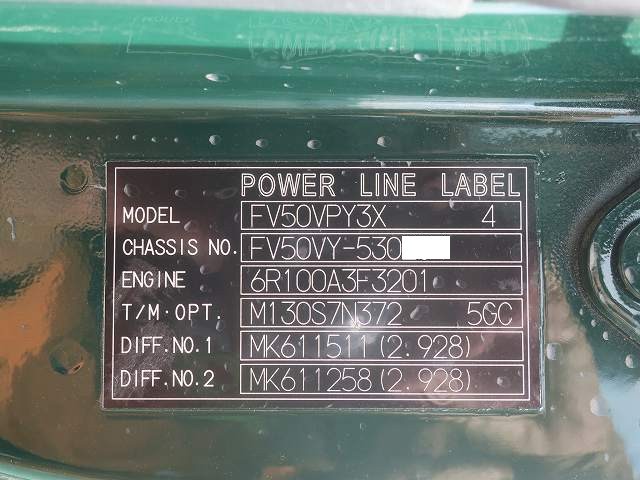 POWER LINE LABEL
MODEL FV50VPY3X 4
CHASSIS NO. FV50VY-530
ENGINE 6R100A3F3201
T/M·OPT. M130S7N372 5GC
DIFF.NO.1 MK611511(2.928)
DIFF.NO.2 MK611258(2.928)